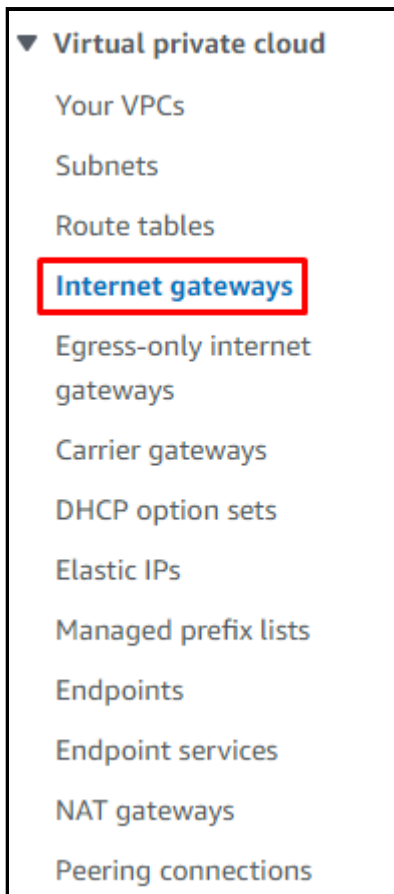 Virtual private cloud
Your VPCs
Subnets
Route tables
Internet gateways
Egress-only internet
gateways
Carrier gateways
DHCP option sets
Elastic IPs
Managed prefix lists
Endpoints
Endpoint services
NAT gateways
Peering connections